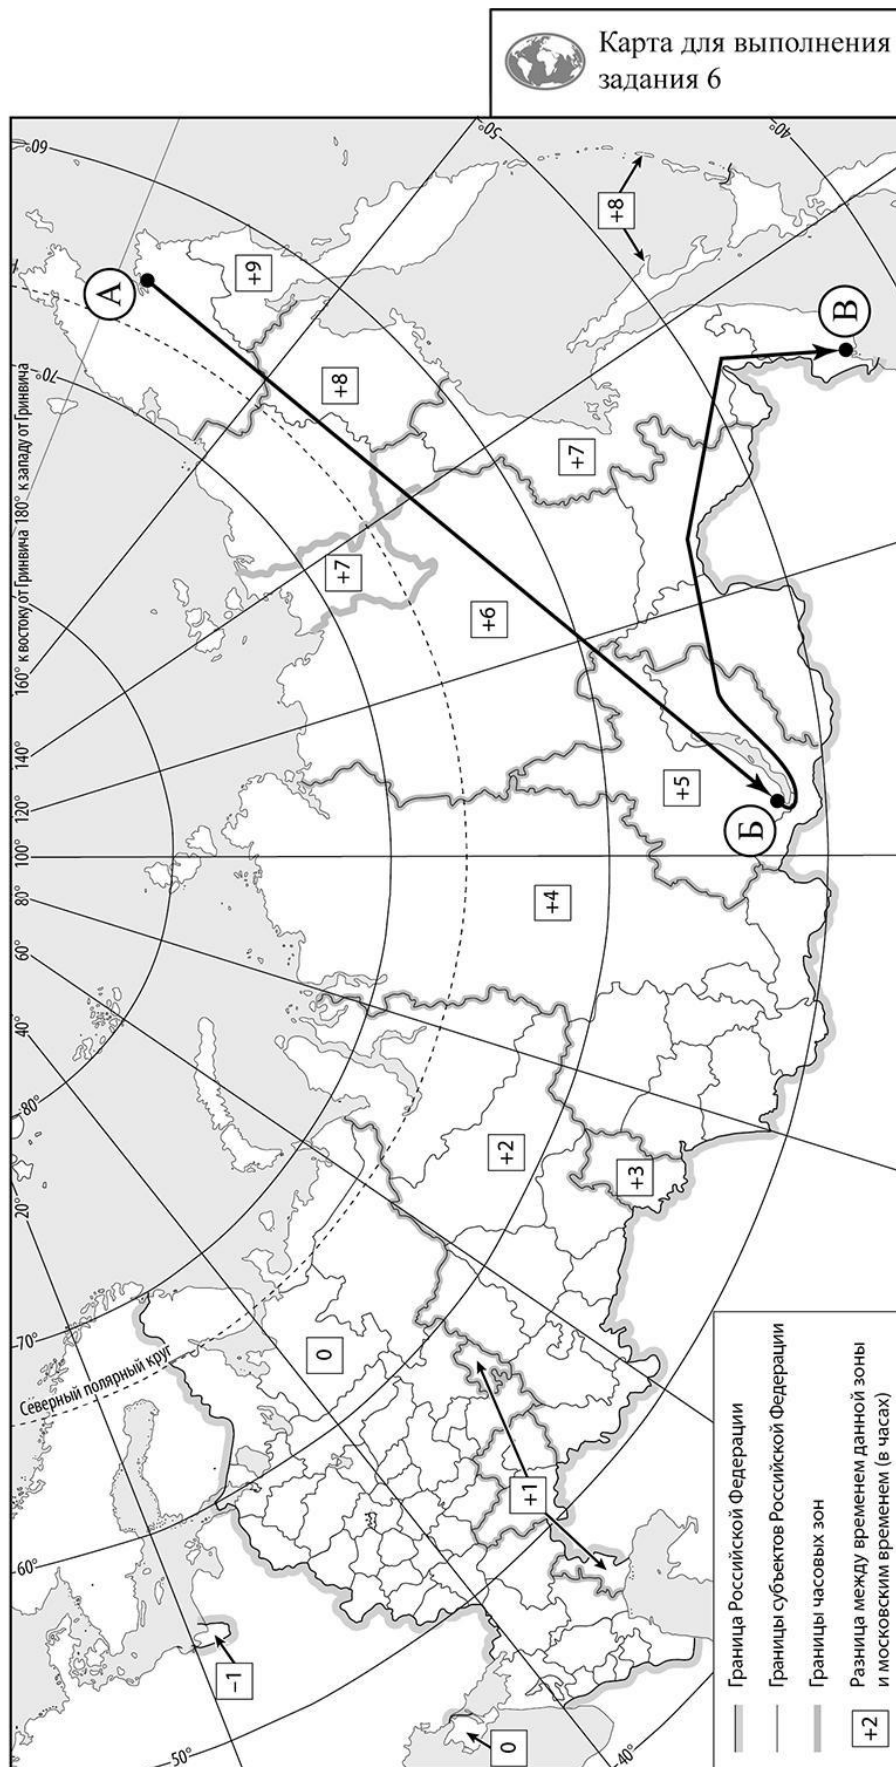 Карта для выполнения
задания 6
180°
к востоку от Гринвича
к западу от Гринвича
160°
140°
120°
100°
80°
60°
40°
20°
80°
70°
60°
50°
40°
70°
60°
50°
40°
Северный полярный круг
А
Б
В
+9
+8
+8
+7
+7
+6
+5
+4
+3
+2
+1
0
0
−1
Граница Российской Федерации
Границы субъектов Российской Федерации
Границы часовых зон
+2
Разница между временем данной зоны
и московским временем (в часах)